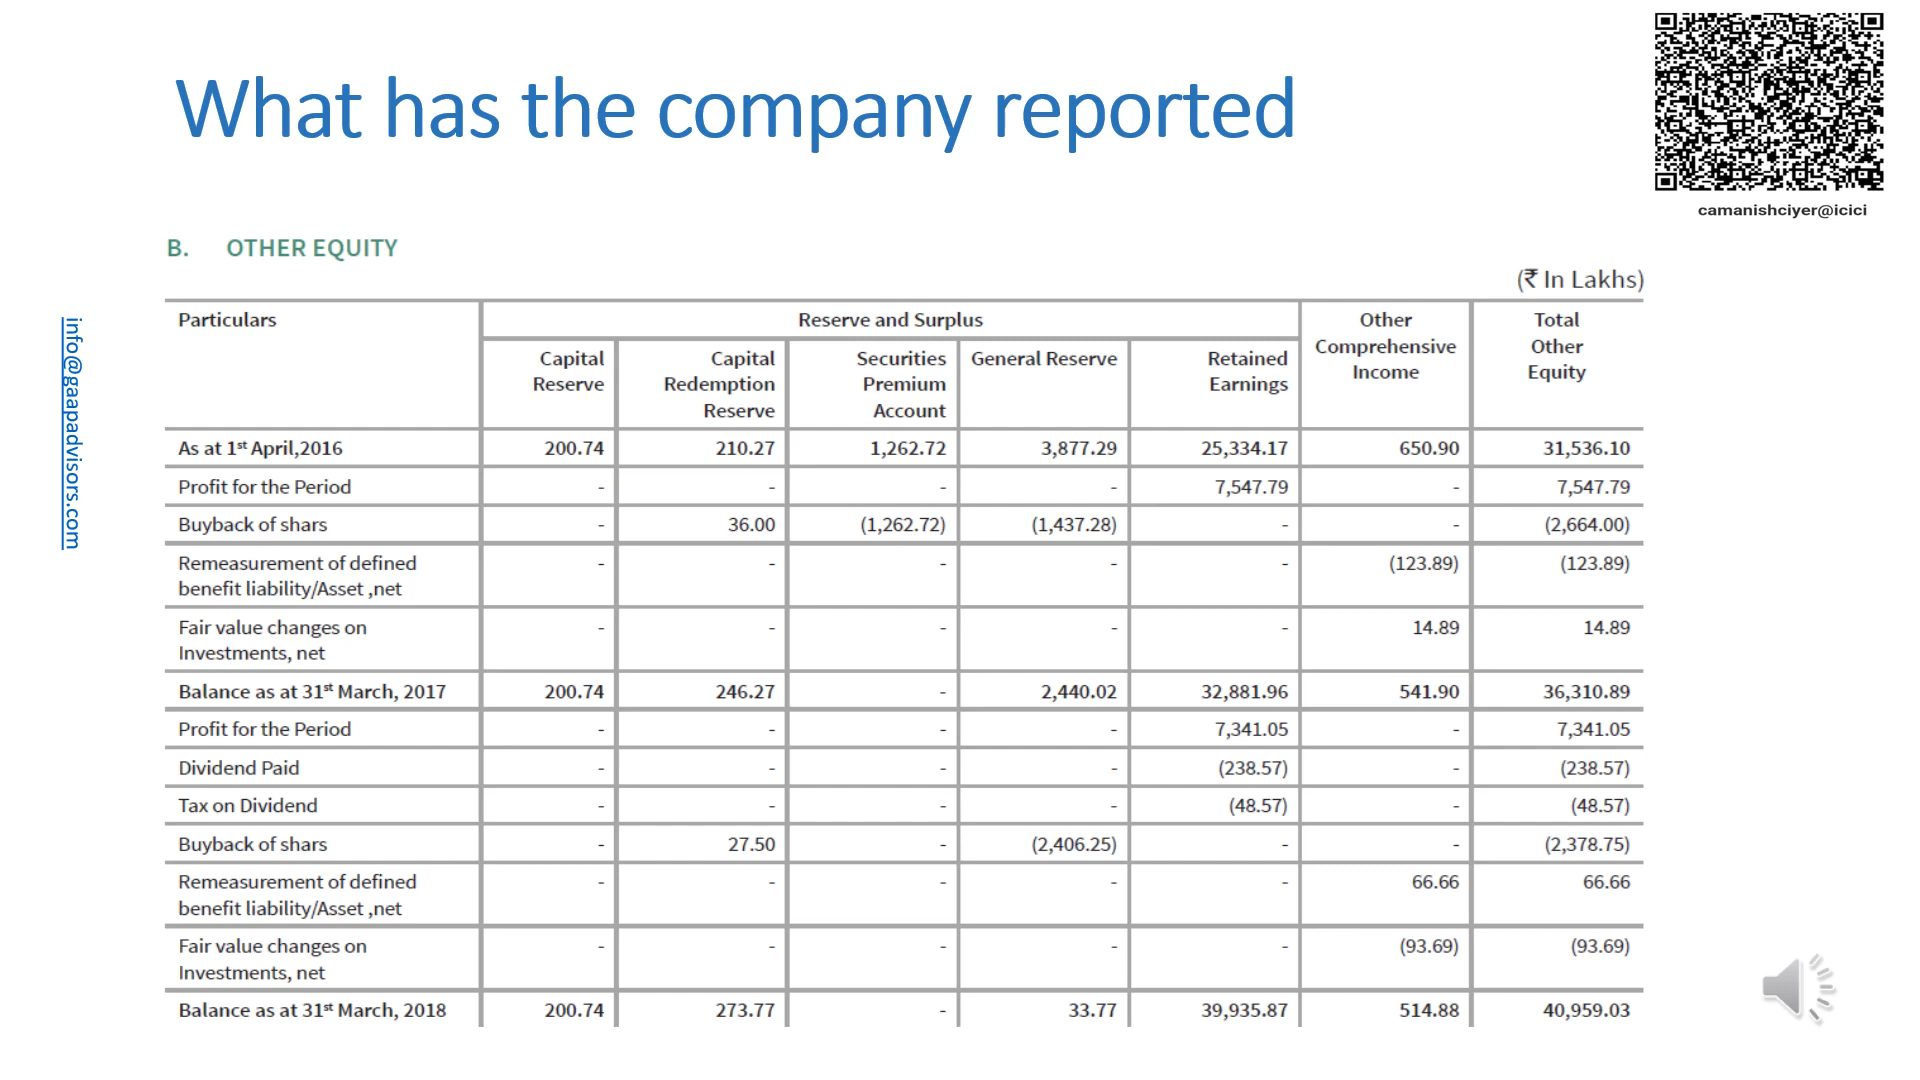 What has the company reported
camanishciyer@icici
info@gaapadvisors.com
B. OTHER EQUITY
(₹ In Lakhs)
Particulars Reserve and Surplus Other Comprehensive Income Total Other Equity
Capital Reserve Capital Redemption Reserve Securities Premium Account General Reserve Retained Earnings
As at 1st April,2016 200.74 210.27 1,262.72 3,877.29 25,334.17 650.90 31,536.10
Profit for the Period - - - - 7,547.79 - 7,547.79
Buyback of shars - 36.00 (1,262.72) (1,437.28) - - (2,664.00)
Remeasurement of defined benefit liability/Asset ,net - - - - - (123.89) (123.89)
Fair value changes on Investments, net - - - - - 14.89 14.89
Balance as at 31st March, 2017 200.74 246.27 - 2,440.02 32,881.96 541.90 36,310.89
Profit for the Period - - - - 7,341.05 - 7,341.05
Dividend Paid - - - - (238.57) - (238.57)
Tax on Dividend - - - - (48.57) - (48.57)
Buyback of shars - 27.50 - (2,406.25) - - (2,378.75)
Remeasurement of defined benefit liability/Asset ,net - - - - - 66.66 66.66
Fair value changes on Investments, net - - - - - (93.69) (93.69)
Balance as at 31st March, 2018 200.74 273.77 - 33.77 39,935.87 514.88 40,959.03